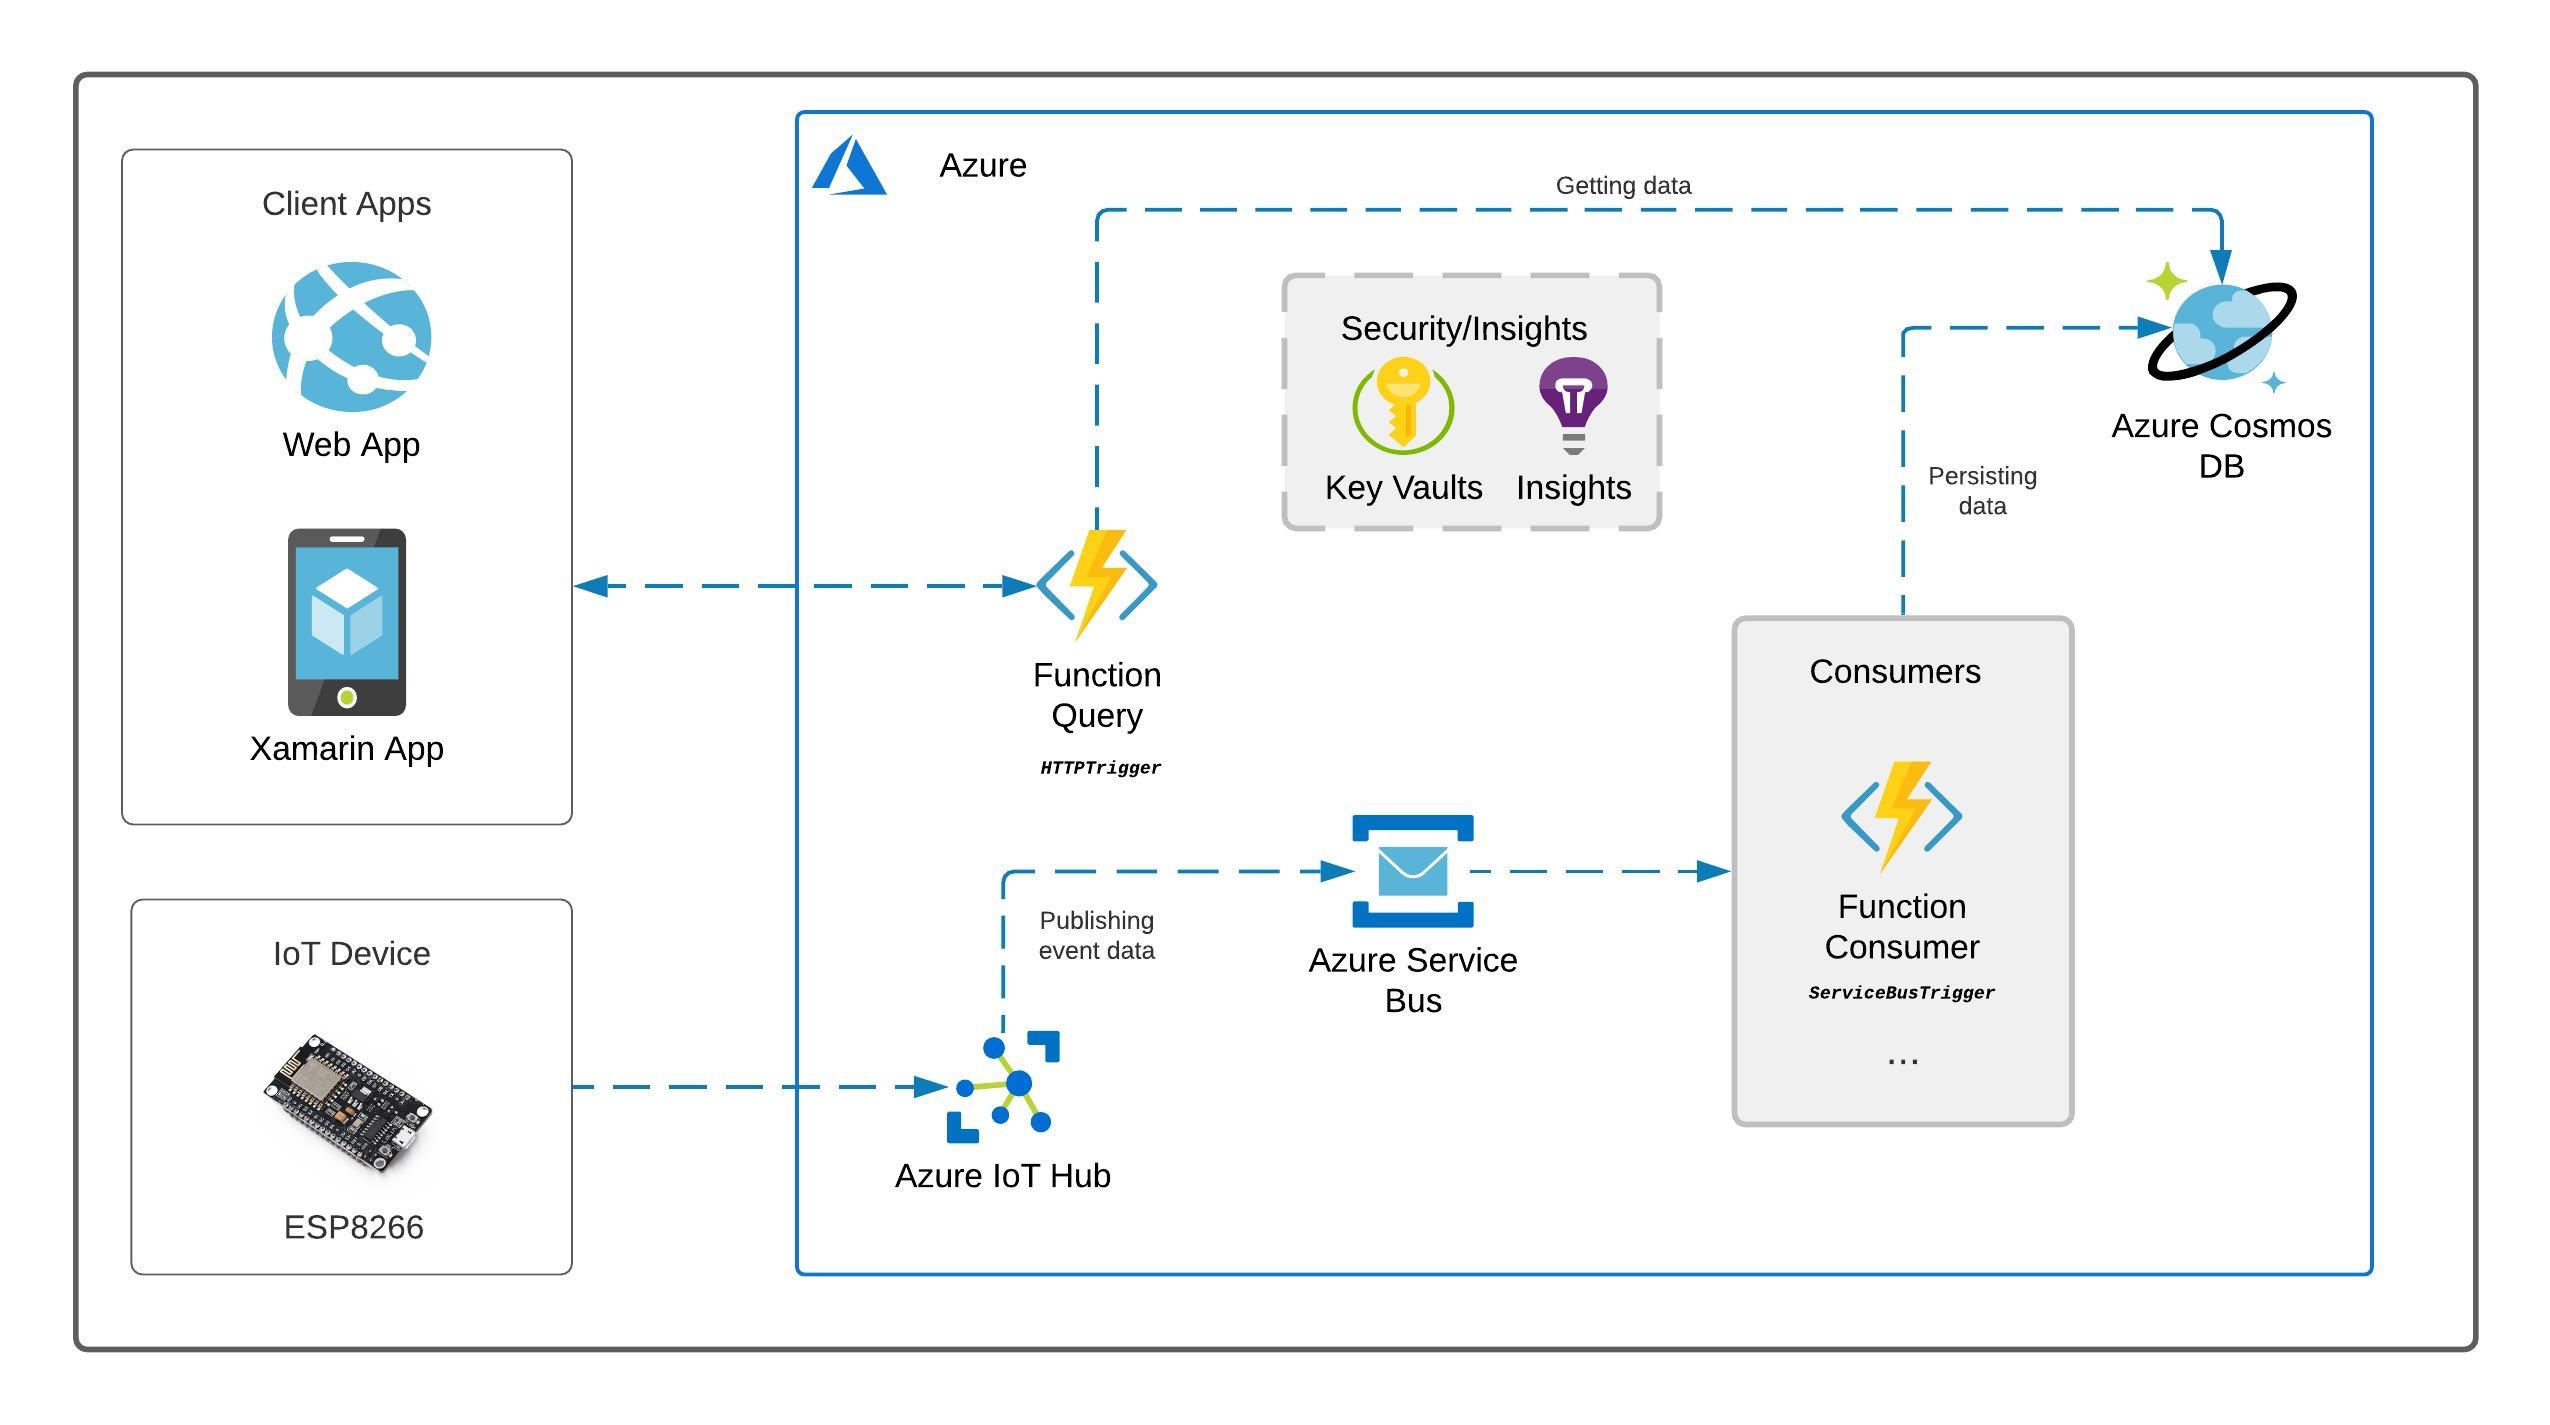 Azure
Getting data
Client Apps
Web App
Xamarin App
Security/Insights
Key Vaults
Insights
Azure Cosmos
DB
Persisting
data
Function
Query
HTTPTrigger
Consumers
Function
Consumer
ServiceBusTrigger
...
Publishing
event data
Azure Service
Bus
IoT Device
ESP8266
Azure IoT Hub